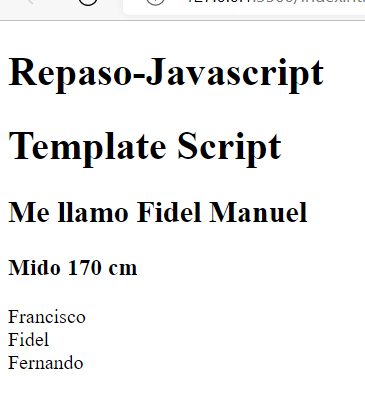 Repaso-Javascript
Template Script
Me llamo Fidel Manuel
Mido 170 cm
Francisco
Fidel
Fernando